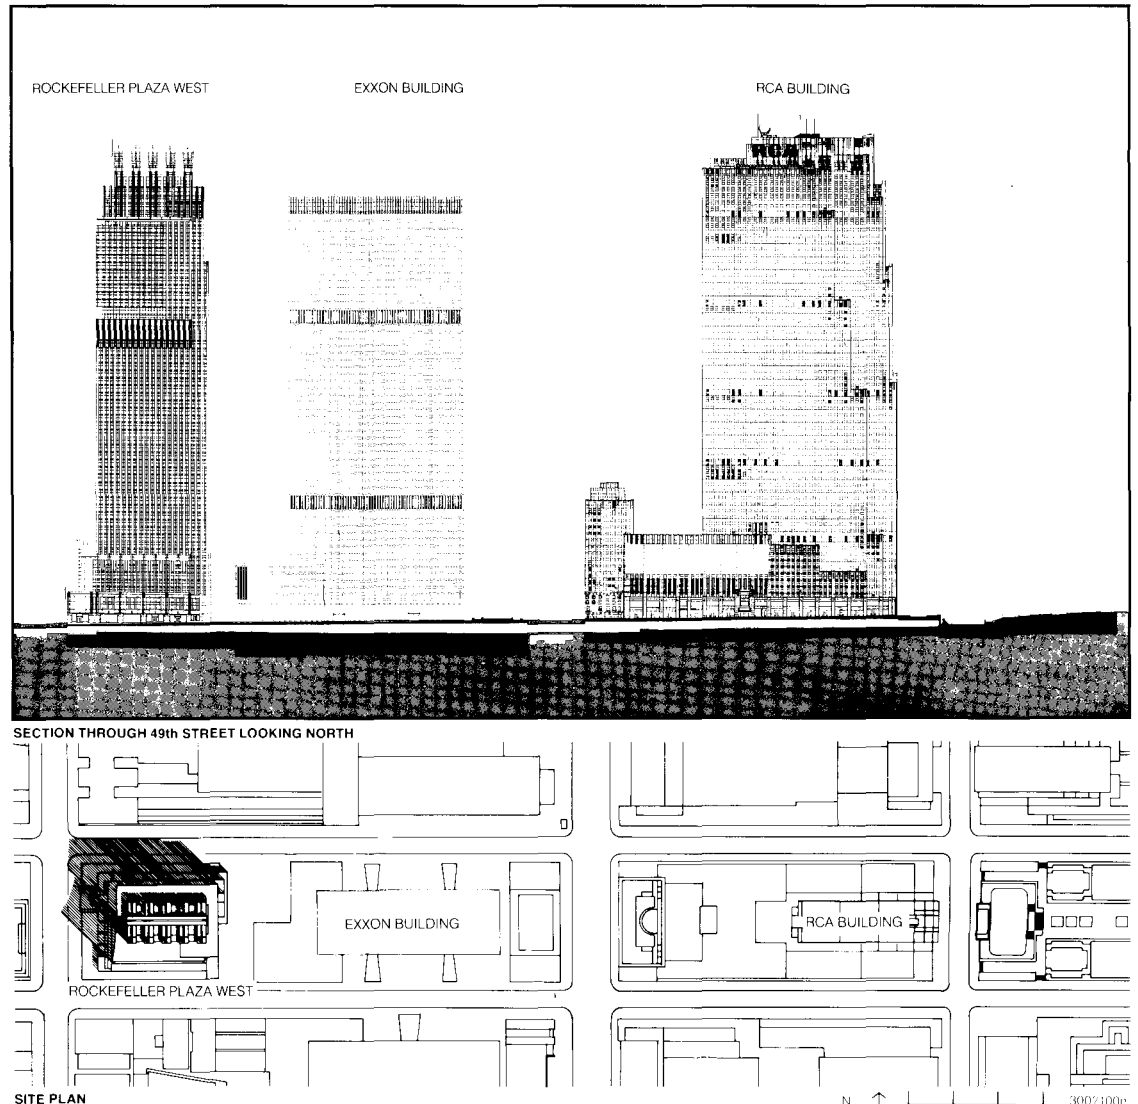 ROCKEFELLER PLAZA WEST EXXON BUILDING RCA BUILDING
RCA
SECTION THROUGH 49th STREET LOOKING NORTH
EXXON BUILDING RCA BUILDING
ROCKEFELLER PLAZA WEST
SITE PLAN N